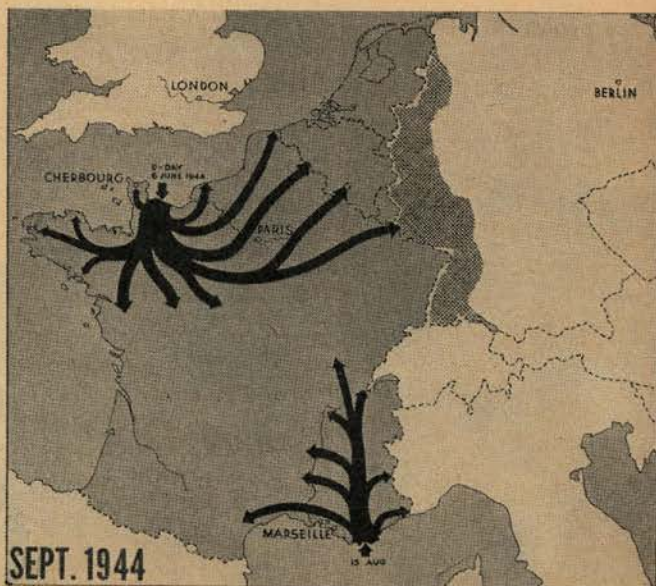 LONDON
BERLIN
D-DAY
6 JUNE 1944
CHERBOURG
PARIS
MARSEILLE
15 AUG
SEPT. 1944